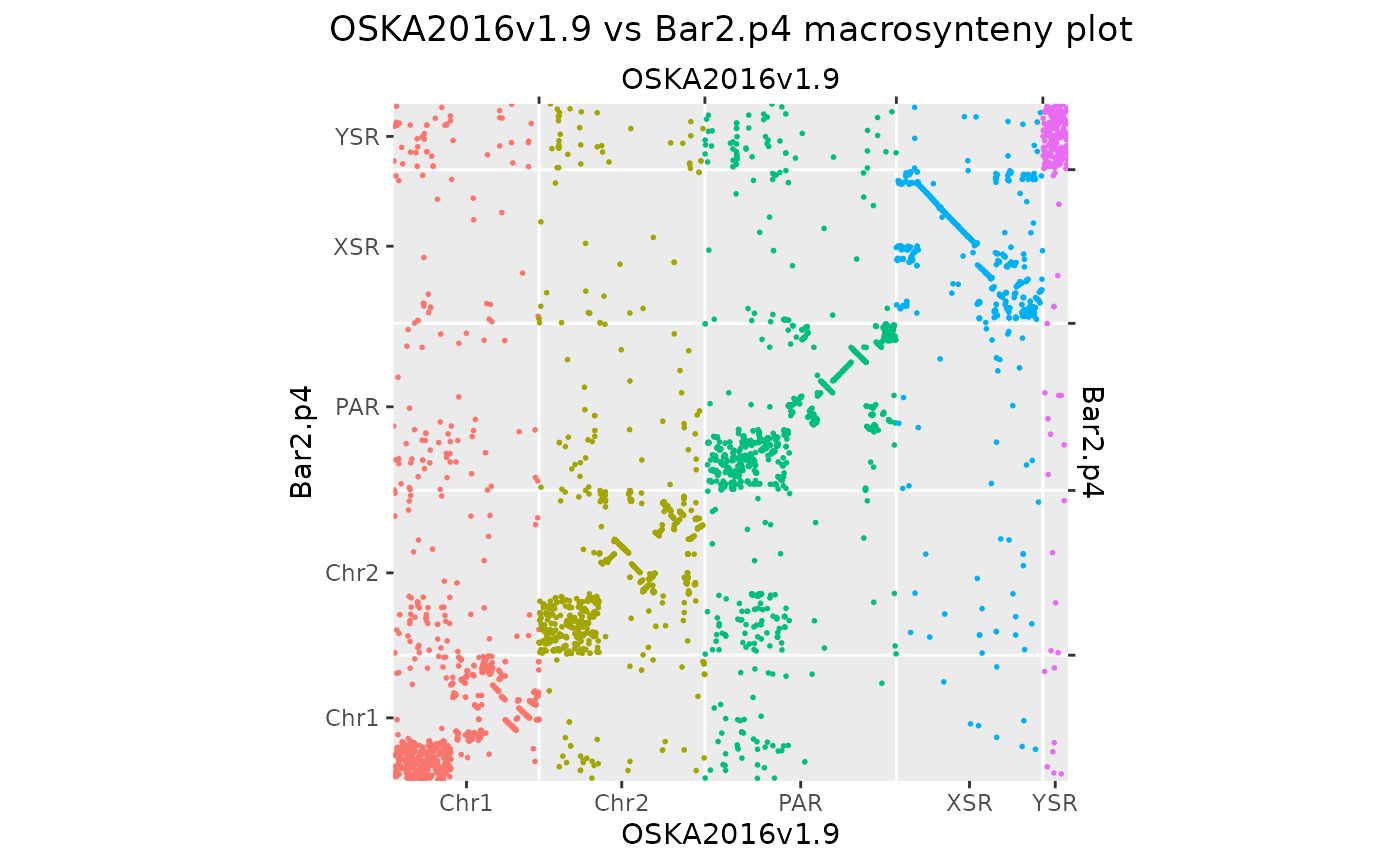 OSKA2016v1.9 vs Bar2.p4 macrosynteny plot
OSKA2016v1.9
YSR
XSR
PAR
Chr2
Chr1
Bar2.p4
Bar2.p4
Chr1
Chr2
PAR
XSR
YSR
OSKA2016v1.9